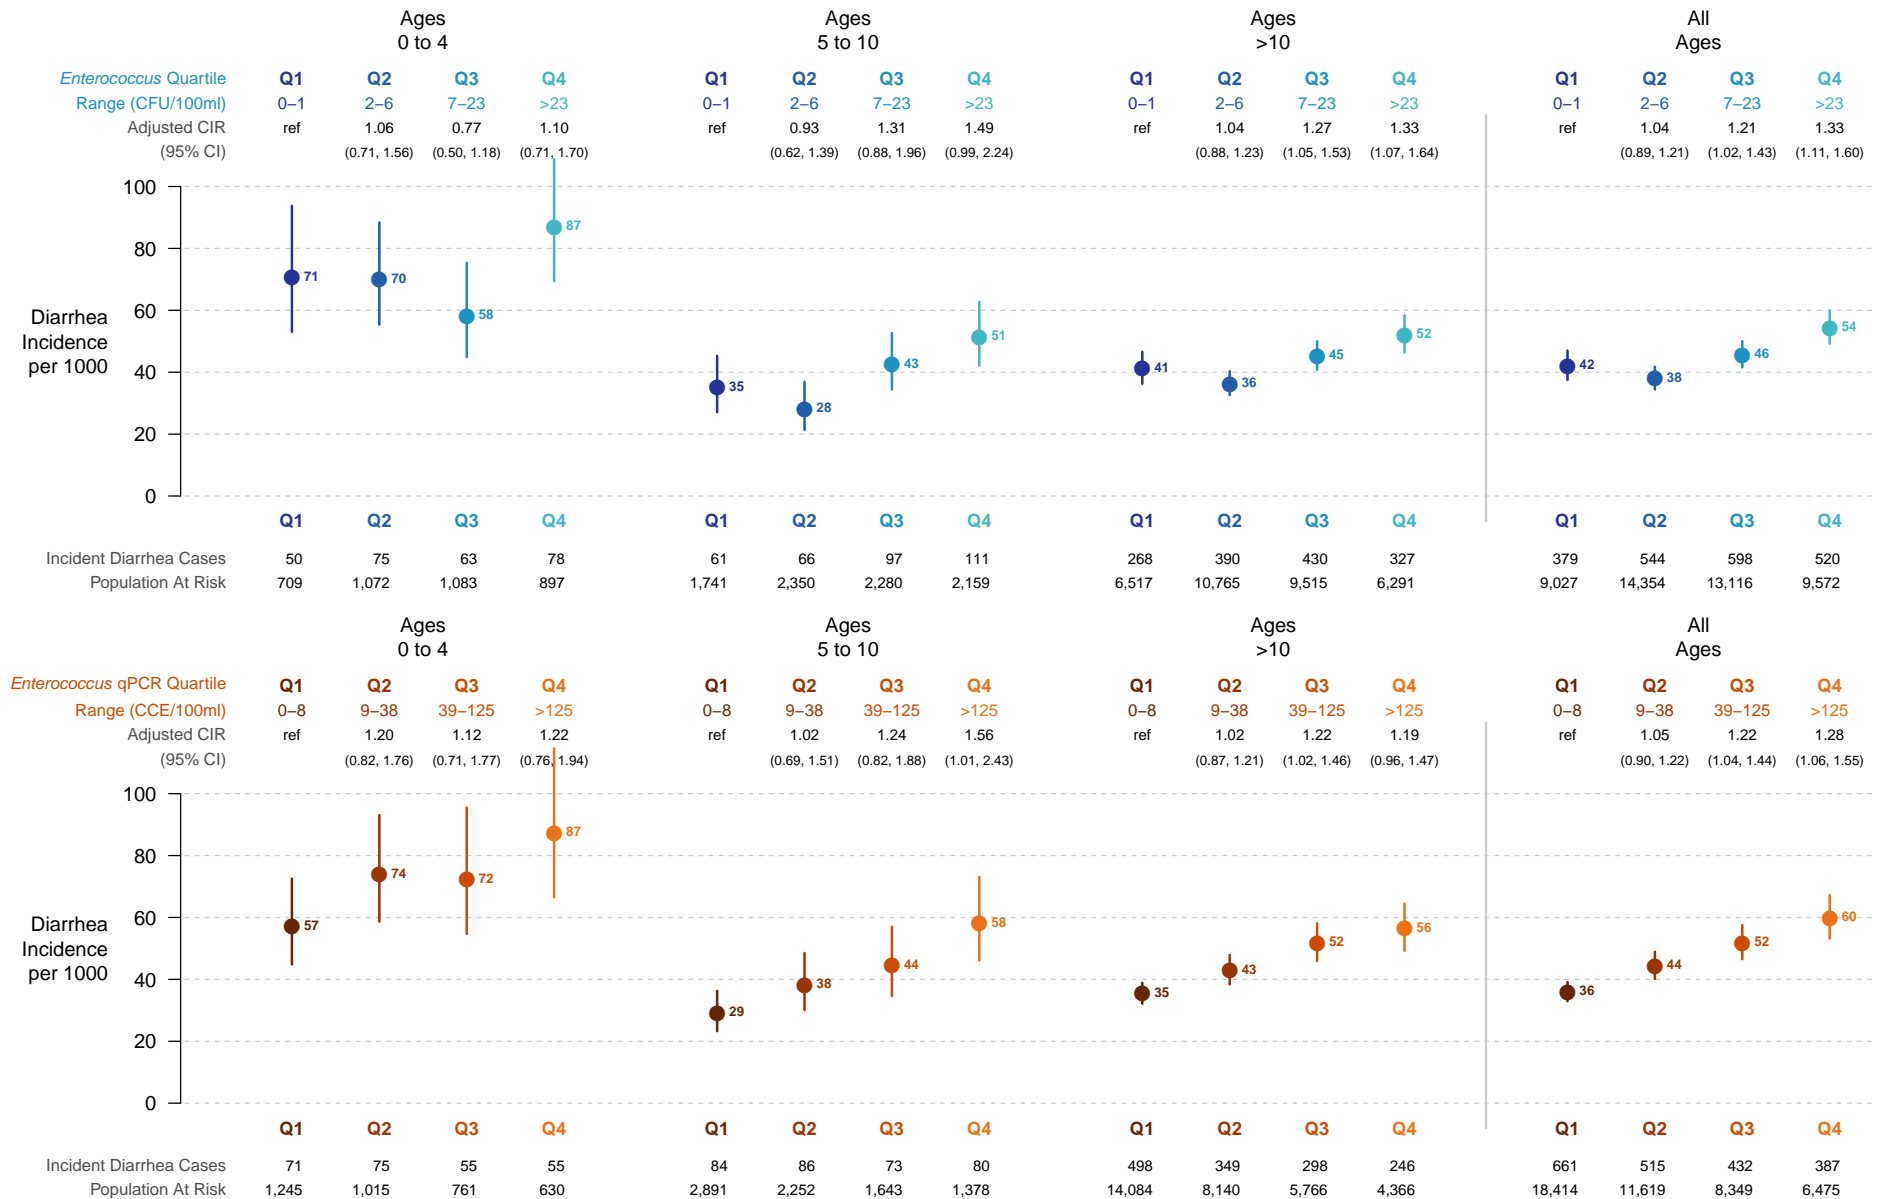 Ages Ages Ages All
0 to 4 5 to 10 >10 Ages
Enterococcus Quartile Q1 Q2 Q3 Q4 Q1 Q2 Q3 Q4 Q1 Q2 Q3 Q4 Q1 Q2 Q3 Q4
Range (CFU/100ml) 0–1 2–6 7–23 >23 0–1 2–6 7–23 >23 0–1 2–6 7–23 >23 0–1 2–6 7–23 >23
Adjusted CIR ref 1.06 0.77 1.10 ref 0.93 1.31 1.49 ref 1.04 1.27 1.33 ref 1.04 1.21 1.33
(95% CI) (0.71, 1.56) (0.50, 1.18) (0.71, 1.70) (0.62, 1.39) (0.88, 1.96) (0.99, 2.24) (0.88, 1.23) (1.05, 1.53) (1.07, 1.64) (0.89, 1.21) (1.02, 1.43) (1.11, 1.60)
100
80
60
40
20
0
Diarrhea
Incidence
per 1000
71 70 58 87 35 28 43 51 41 36 45 52 42 38 46 54
Q1 Q2 Q3 Q4 Q1 Q2 Q3 Q4 Q1 Q2 Q3 Q4 Q1 Q2 Q3 Q4
Incident Diarrhea Cases 50 75 63 78 61 66 97 111 268 390 430 327 379 544 598 520
Population At Risk 709 1,072 1,083 897 1,741 2,350 2,280 2,159 6,517 10,765 9,515 6,291 9,027 14,354 13,116 9,572
Ages Ages Ages All
0 to 4 5 to 10 >10 Ages
Enterococcus qPCR Quartile Q1 Q2 Q3 Q4 Q1 Q2 Q3 Q4 Q1 Q2 Q3 Q4 Q1 Q2 Q3 Q4
Range (CCE/100ml) 0–8 9–38 39–125 >125 0–8 9–38 39–125 >125 0–8 9–38 39–125 >125 0–8 9–38 39–125 >125
Adjusted CIR ref 1.20 1.12 1.22 ref 1.02 1.24 1.56 ref 1.02 1.22 1.19 ref 1.05 1.22 1.28
(95% CI) (0.82, 1.76) (0.71, 1.77) (0.76, 1.94) (0.69, 1.51) (0.82, 1.88) (1.01, 2.43) (0.87, 1.21) (1.02, 1.46) (0.96, 1.47) (0.90, 1.22) (1.04, 1.44) (1.06, 1.55)
100
80
60
40
20
0
Diarrhea
Incidence
per 1000
57 74 72 87 29 38 44 58 35 43 52 56 36 44 52 60
Q1 Q2 Q3 Q4 Q1 Q2 Q3 Q4 Q1 Q2 Q3 Q4 Q1 Q2 Q3 Q4
Incident Diarrhea Cases 71 75 55 55 84 86 73 80 498 349 298 246 661 515 432 387
Population At Risk 1,245 1,015 761 630 2,891 2,252 1,643 1,378 14,084 8,140 5,766 4,366 18,414 11,619 8,349 6,475